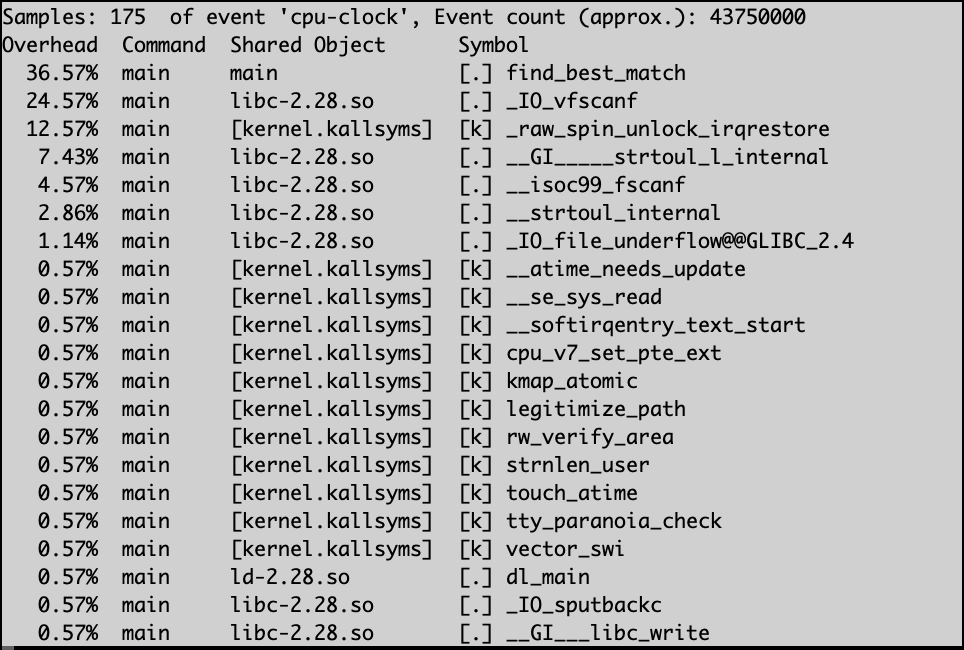 Samples: 175  of event 'cpu-clock', Event count (approx.): 43750000
Overhead  Command  Shared Object      Symbol
  36.57%  main     main               [.] find_best_match
  24.57%  main     libc-2.28.so       [.] _IO_vfscanf
  12.57%  main     [kernel.kallsyms]  [k] _raw_spin_unlock_irqrestore
   7.43%  main     libc-2.28.so       [.] __GI_____strtoul_l_internal
   4.57%  main     libc-2.28.so       [.] __isoc99_fscanf
   2.86%  main     libc-2.28.so       [.] __strtoul_internal
   1.14%  main     libc-2.28.so       [.] _IO_file_underflow@@GLIBC_2.4
   0.57%  main     [kernel.kallsyms]  [k] __atime_needs_update
   0.57%  main     [kernel.kallsyms]  [k] __se_sys_read
   0.57%  main     [kernel.kallsyms]  [k] __softirqentry_text_start
   0.57%  main     [kernel.kallsyms]  [k] cpu_v7_set_pte_ext
   0.57%  main     [kernel.kallsyms]  [k] kmap_atomic
   0.57%  main     [kernel.kallsyms]  [k] legitimize_path
   0.57%  main     [kernel.kallsyms]  [k] rw_verify_area
   0.57%  main     [kernel.kallsyms]  [k] strnlen_user
   0.57%  main     [kernel.kallsyms]  [k] touch_atime
   0.57%  main     [kernel.kallsyms]  [k] tty_paranoia_check
   0.57%  main     [kernel.kallsyms]  [k] vector_swi
   0.57%  main     ld-2.28.so         [.] dl_main
   0.57%  main     libc-2.28.so       [.] _IO_sputbackc
   0.57%  main     libc-2.28.so       [.] __GI___libc_write